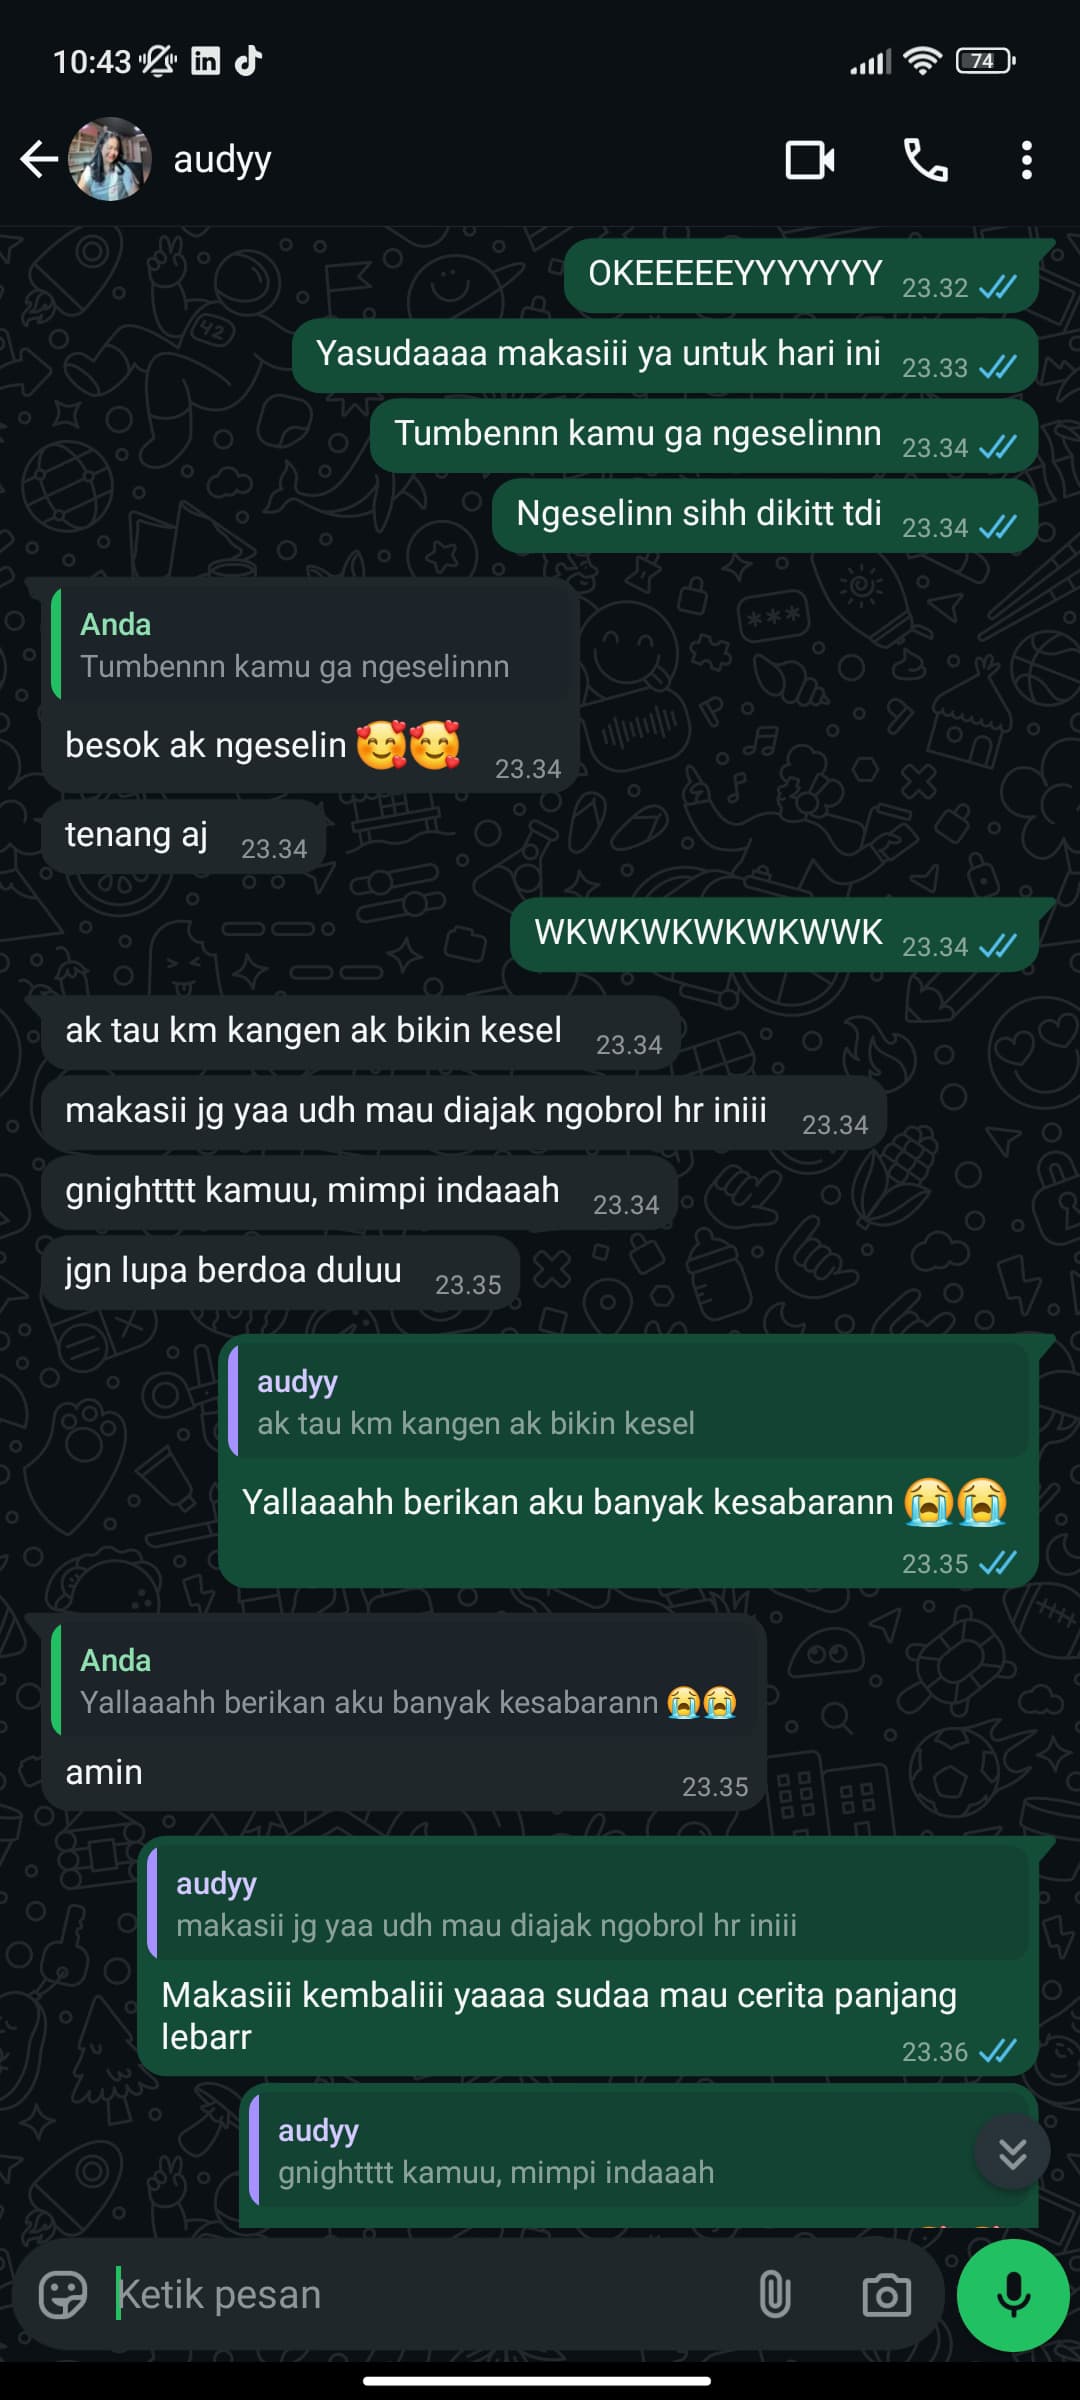 10:43
74
audyy
OKEEEEEYYYYYYY 23.32
Yasudaaaa makasiii ya untuk hari ini 23.33
Tumbennn kamu ga ngeselinnn 23.34
Ngeselinn sihh dikitt tdi 23.34
Anda
Tumbennn kamu ga ngeselinnn
besok ak ngeselin 🥰🥰 23.34
tenang aj 23.34
WKWKWKWKWKWWK 23.34
ak tau km kangen ak bikin kesel 23.34
makasii jg yaa udh mau diajak ngobrol hr iniii 23.34
gnightttt kamuu, mimpi indaaah 23.34
jgn lupa berdoa duluu 23.35
audyy
ak tau km kangen ak bikin kesel
Yallaaahh berikan aku banyak kesabarann 😭😭
23.35
Anda
Yallaaahh berikan aku banyak kesabarann 😭😭
amin 23.35
audyy
makasii jg yaa udh mau diajak ngobrol hr iniii
Makasiii kembaliii yaaaa sudaa mau cerita panjang
lebarr 23.36
audyy
gnightttt kamuu, mimpi indaaah
Ketik pesan